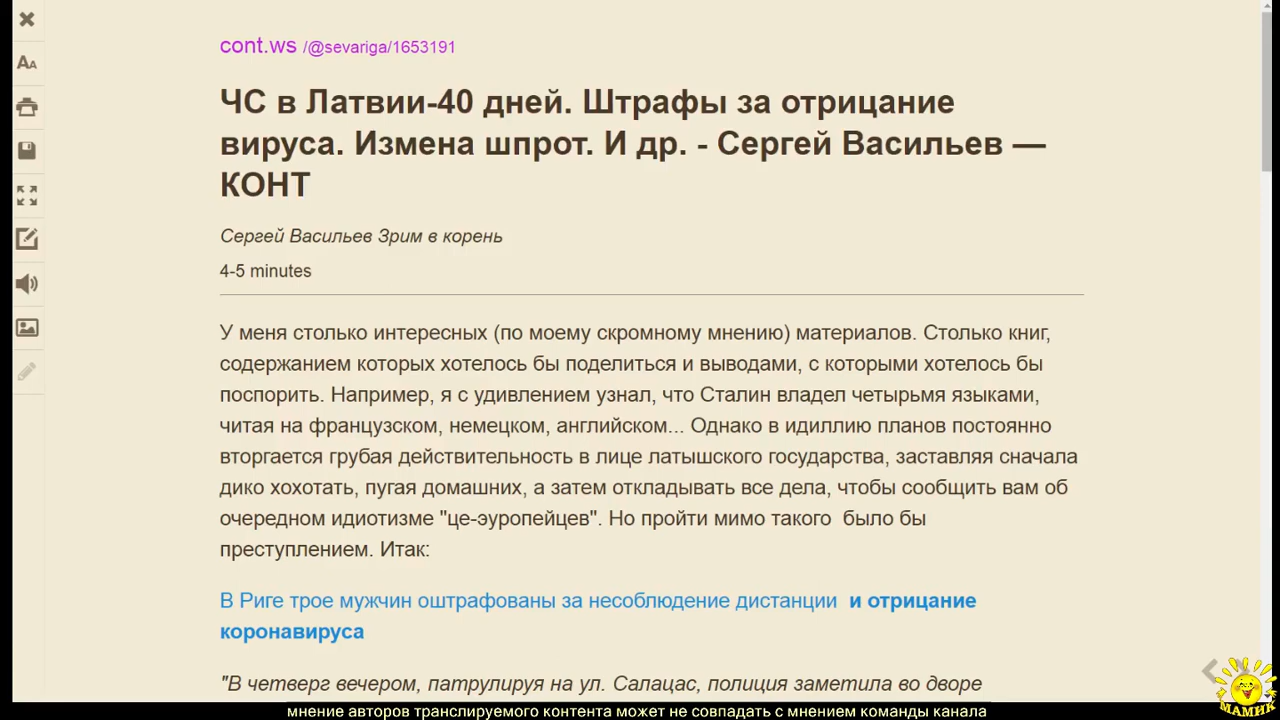 cont.ws /@sevariga/1653191
ЧС в Латвии-40 дней. Штрафы за отрицание
вируса. Измена шпрот. И др. - Сергей Васильев —
КОНТ
Сергей Васильев Зрим в корень
4-5 minutes
У меня столько интересных (по моему скромному мнению) материалов. Столько книг,
содержанием которых хотелось бы поделиться и выводами, с которыми хотелось бы
поспорить. Например, я с удивлением узнал, что Сталин владел четырьмя языками,
читая на французском, немецком, английском... Однако в идиллию планов постоянно
вторгается грубая действительность в лице латышского государства, заставляя сначала
дико хохотать, пугая домашних, а затем откладывать все дела, чтобы сообщить вам об
очередном идиотизме "це-эуропейцев". Но пройти мимо такого было бы
преступлением. Итак:
В Риге трое мужчин оштрафованы за несоблюдение дистанции и отрицание
коронавируса
"В четверг вечером, патрулируя на ул. Салацас, полиция заметила во дворе
МАМИК
мнение авторов транслируемого контента может не совпадать с мнением команды канала